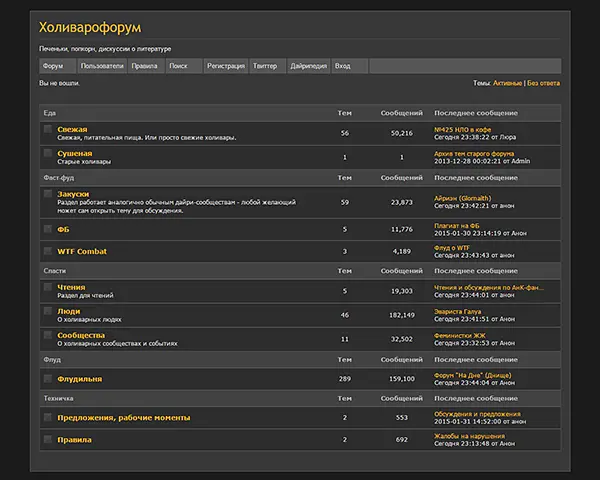 Холиварофорум
Печеньки, попкорн, дискуссии о литературе
Форум Пользователи Правила Поиск Регистрация Твиттер Дайрипедия Вход
Вы не вошли. Темы: Активные | Без ответа
Еда Тем Сообщений Последнее сообщение
Свежая 56 50,216 №425 НЛО в кофе
Свежая, питательная пища. Или просто свежие холивары. Сегодня 23:38:22 от Люра
Сушеная 1 1 Архив тем старого форума
Старые холивары 2013-12-28 00:02:21 от Admin
Фаст-фуд Тем Сообщений Последнее сообщение
Закуски 59 23,873 Айриэн (Glomaith)
Раздел работает аналогично обычным дайри-сообществам - любой желающий Сегодня 23:42:21 от анон
может сам открыть тему для обсуждения.
ФБ 5 11,776 Плагиат на ФБ
2015-01-30 23:14:19 от Анон
WTF Combat 3 4,189 Флуд о WTF
Сегодня 23:43:43 от анон
Сласти Тем Сообщений Последнее сообщение
Чтения 5 19,303 Чтения и обсуждения по АнК-фан...
Раздел для чтений Сегодня 23:44:01 от анон
Люди 46 182,149 Эвариста Галуа
О холиварных людях Сегодня 23:41:51 от Анон
Сообщества 11 32,502 Феминистки ЖЖ
О холиварных сообществах и событиях Сегодня 23:32:53 от Анон
Флуд Тем Сообщений Последнее сообщение
Флудильня 289 159,100 Форум "На Дне" (Днище)
Сегодня 23:44:04 от Анон
Техничка Тем Сообщений Последнее сообщение
Предложения, рабочие моменты 2 553 Обсуждения и предложения
2015-01-31 14:52:00 от анон
Правила 2 692 Жалобы на нарушения
Сегодня 23:13:48 от Анон